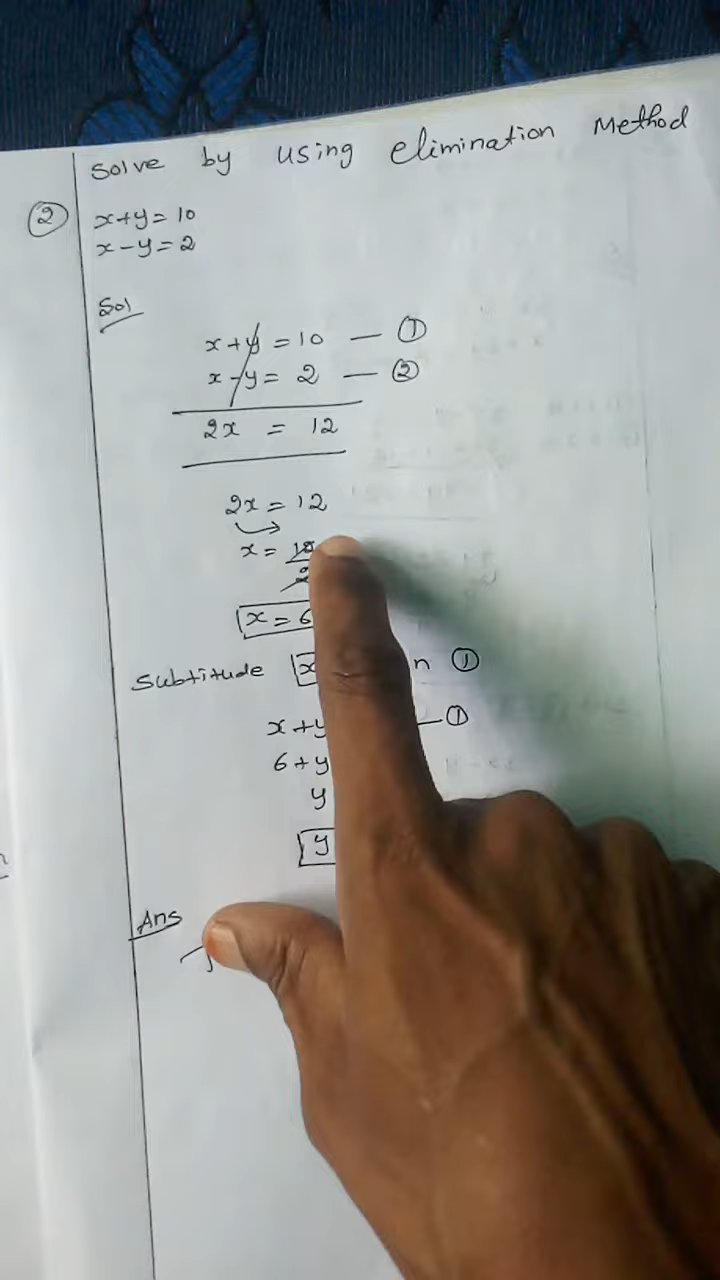 Solve by using elimination Method
② x+y=10
x-y=2
Sol
x+y = 10 — ①
x-y = 2 — ②
2x = 12
2x = 12
x =
2
x = 6
Subtitude x n ①
x+y — ①
6+y
y
y
Ans